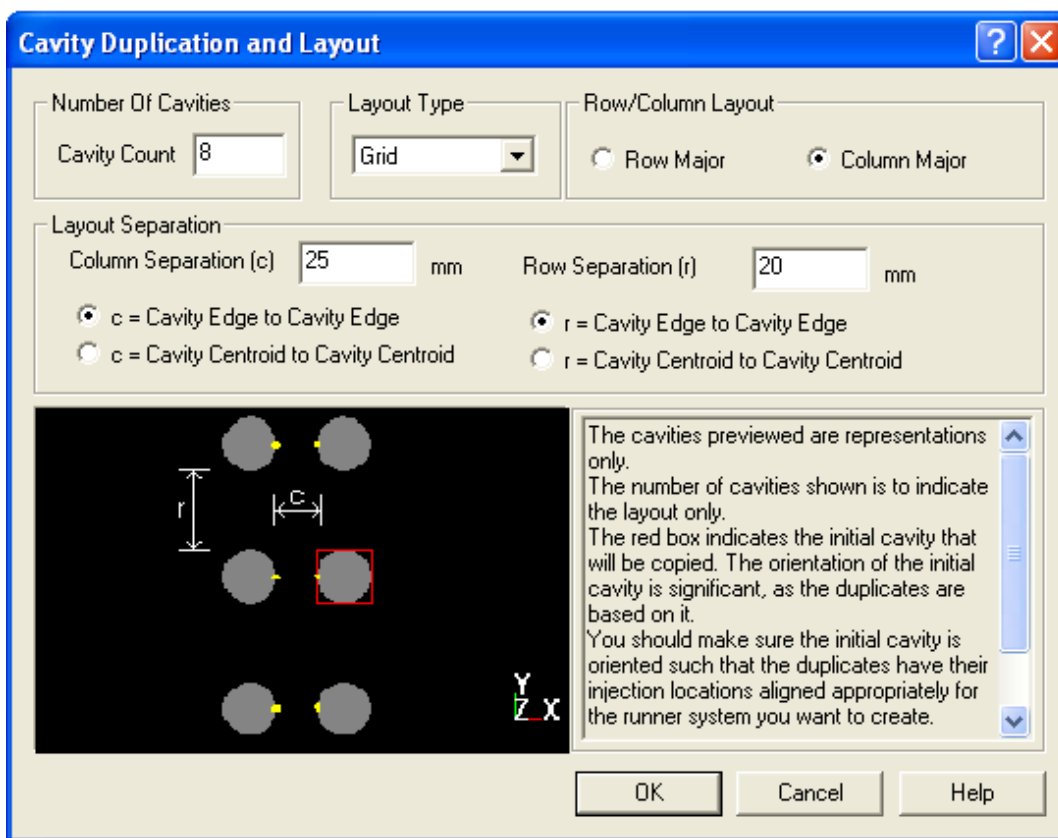 Cavity Duplication and Layout
Number Of Cavities
Cavity Count 8
Layout Type
Grid
Row/Column Layout
Row Major
Column Major
Layout Separation
Column Separation (c) 25 mm
Row Separation (r) 20 mm
c = Cavity Edge to Cavity Edge
c = Cavity Centroid to Cavity Centroid
r = Cavity Edge to Cavity Edge
r = Cavity Centroid to Cavity Centroid
r
c
Y
Z X
The cavities previewed are representations
only.
The number of cavities shown is to indicate
the layout only.
The red box indicates the initial cavity that
will be copied. The orientation of the initial
cavity is significant, as the duplicates are
based on it.
You should make sure the initial cavity is
oriented such that the duplicates have their
injection locations aligned appropriately for
the runner system you want to create.
OK
Cancel
Help